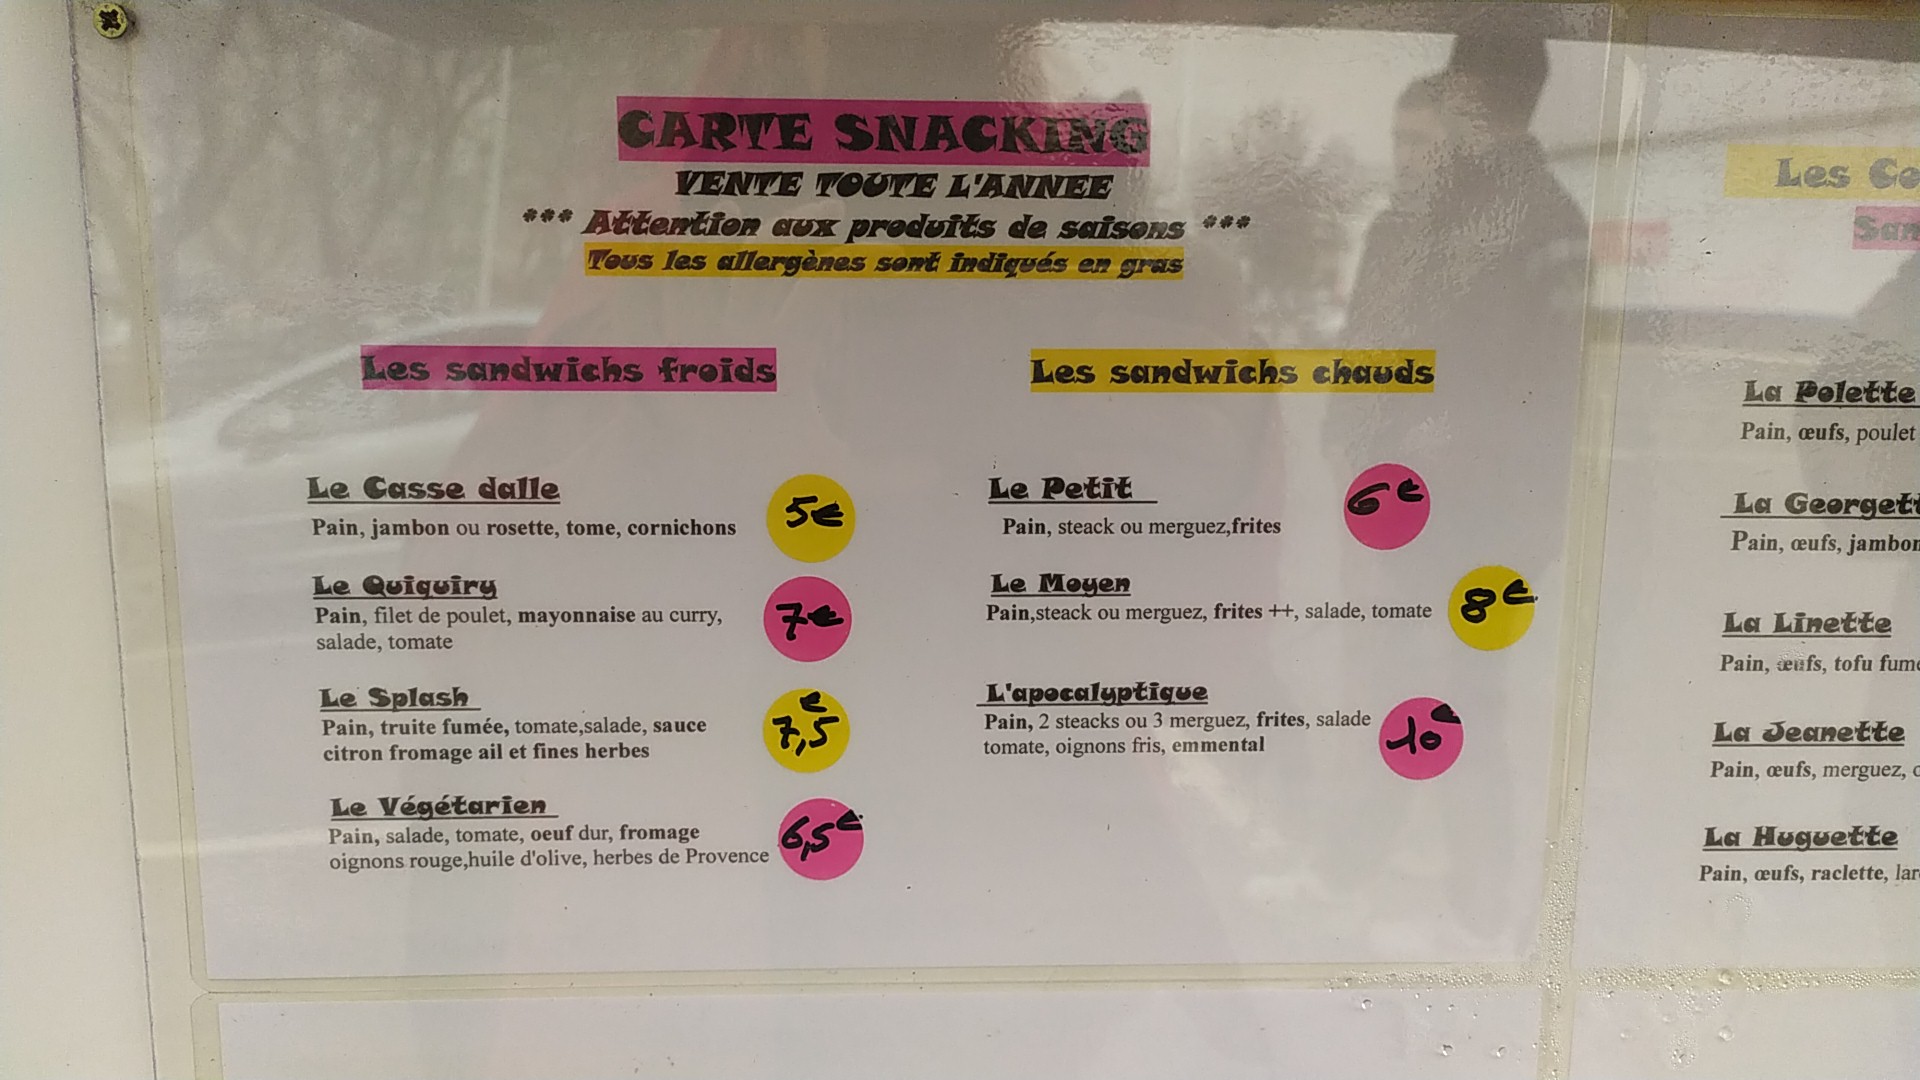 CARTE SNACKING
VENTE TOUTE L'ANNEE
*** Attention aux produits de saisons ***
Tous les allergènes sont indiqués en gras
Les sandwichs froids
Le Casse dalle
Pain, jambon ou rosette, tome, cornichons
5€
Le Quiquiry
Pain, filet de poulet, mayonnaise au curry,
salade, tomate
7€
Le Splash
Pain, truite fumée, tomate,salade, sauce
citron fromage ail et fines herbes
7,5€
Le Végétarien
Pain, salade, tomate, oeuf dur, fromage
oignons rouge,huile d'olive, herbes de Provence
6,5€
Les sandwichs chauds
Le Petit
Pain, steack ou merguez,frites
6€
Le Moyen
Pain,steack ou merguez, frites ++, salade, tomate
8€
L'apocalyptique
Pain, 2 steacks ou 3 merguez, frites, salade
tomate, oignons fris, emmental
10€
Les
La Polette
Pain, œufs, poulet
La
Pain, œufs, jambon
La Linette
Pain, œufs, tofu
La Jeanette
Pain, œufs, merguez,
La Huguette
Pain, œufs, raclette,